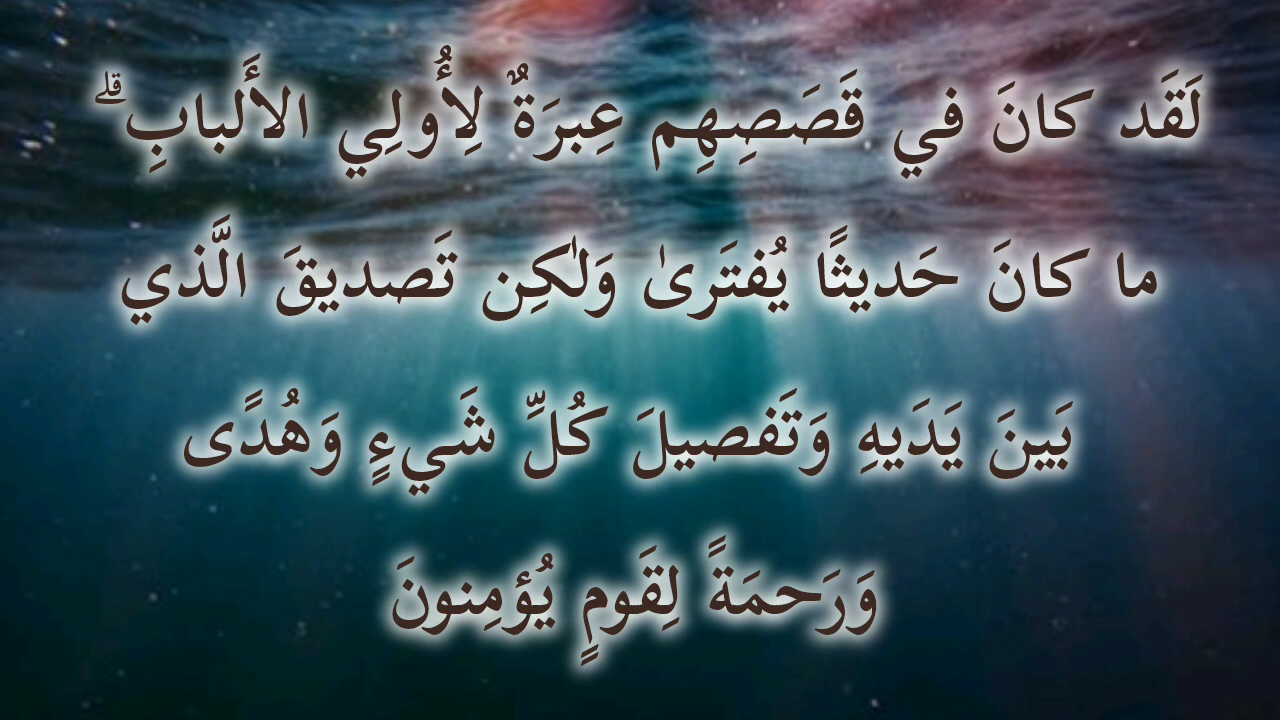 لَقَد كانَ في قَصَصِهِم عِبرَةٌ لِأُولِي الأَلبابِ ۗ
ما كانَ حَديثًا يُفتَرىٰ وَلٰكِن تَصديقَ الَّذي
بَينَ يَدَيهِ وَتَفصيلَ كُلِّ شَيءٍ وَهُدًى
وَرَحمَةً لِقَومٍ يُؤمِنونَ